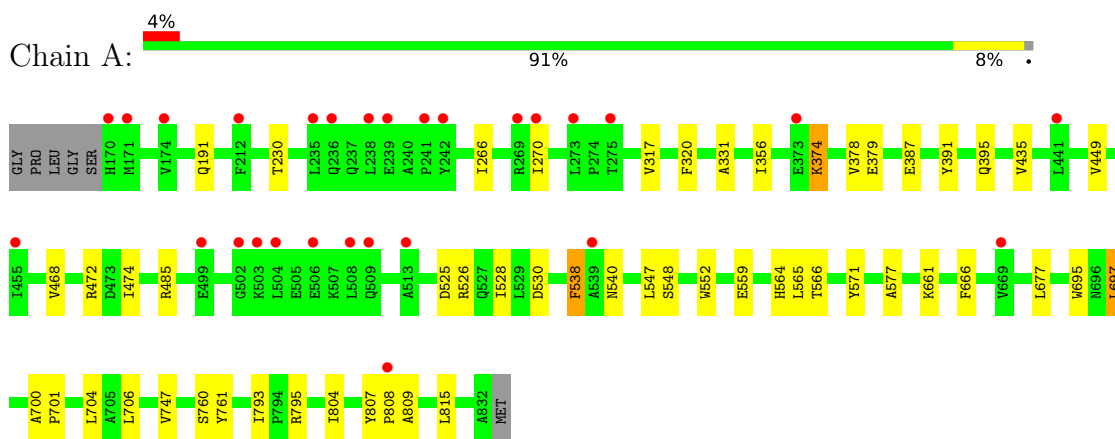 4%
Chain A:
91% 8% •
GLY PRO LEU GLY SER H170 M171 V174 Q191 F212 T230 L235 Q236 Q237 L238 E239 A240 P241 Y242 I266 R269 I270 L273 P274 T275 V317 F320 A331 I356 E373 K374 V378 E379 E387 Y391 Q395 V435 L441 V449
I455 V468 R472 D473 I474 R485 E499 G502 K503 L504 E505 E506 K507 L508 Q509 A513 D525 R526 Q527 I528 L529 D530 F538 A539 N540 L547 S548 W552 E559 H564 L565 T566 Y571 A577 K661 F666 V669 L677 W695 N696 L697
A700 P701 L704 A705 L706 V747 S760 Y761 I793 P794 R795 I804 Y807 P808 A809 L815 A832 MET